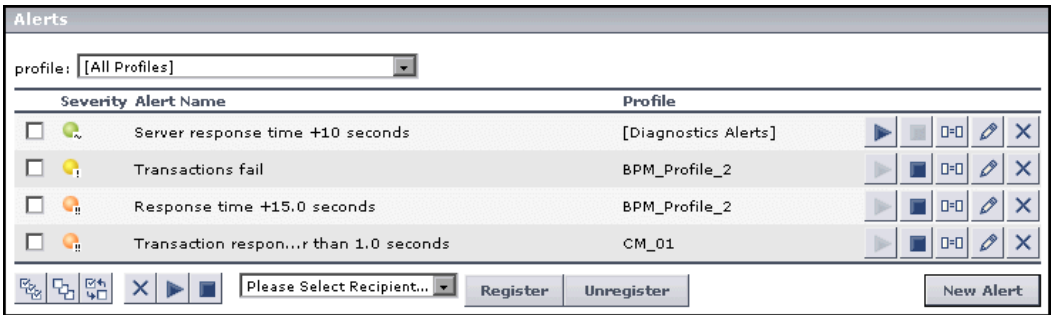 Alerts
profile: [All Profiles]
Severity Alert Name Profile
Server response time +10 seconds [Diagnostics Alerts]
Transactions fail BPM_Profile_2
Response time +15.0 seconds BPM_Profile_2
Transaction respon...r than 1.0 seconds CM_01
Please Select Recipient... Register Unregister New Alert